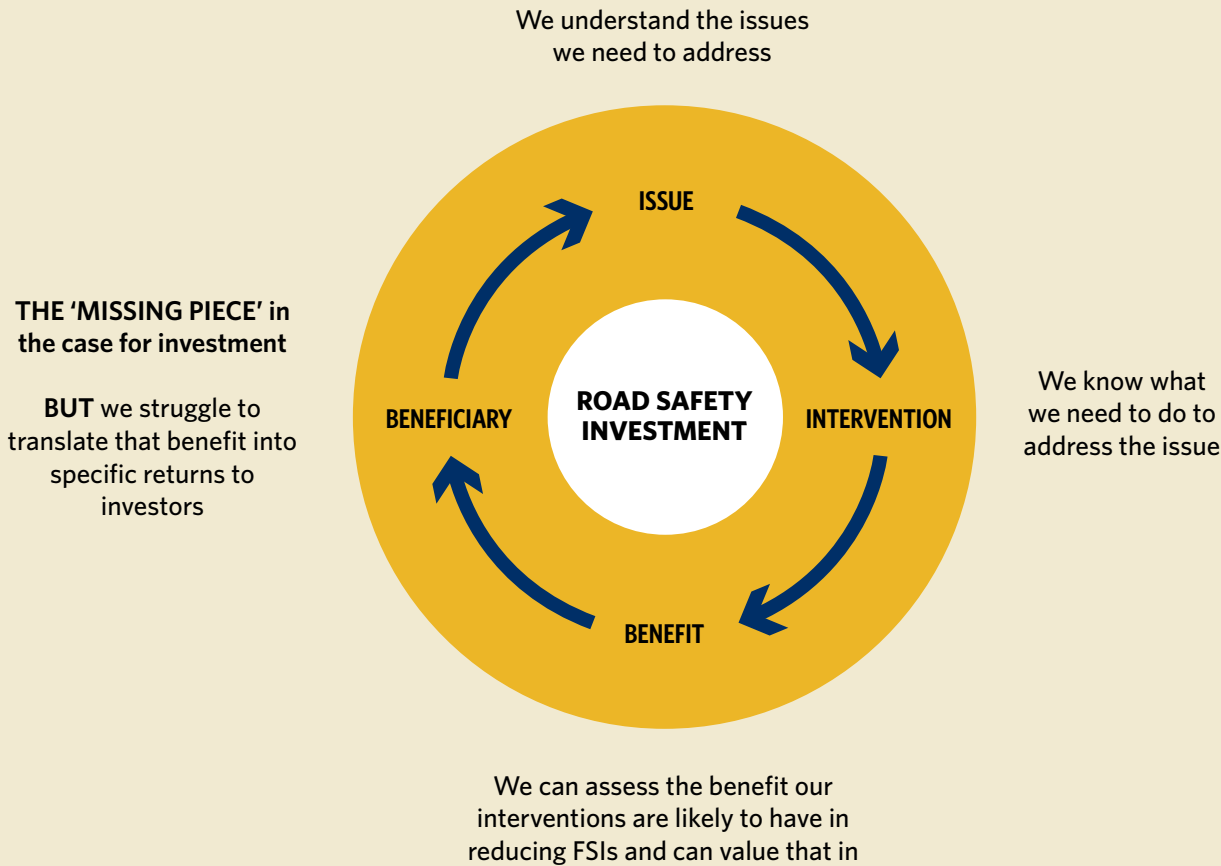 We understand the issues
we need to address
ISSUE
THE ‘MISSING PIECE’ in
the case for investment
BUT we struggle to
translate that benefit into
specific returns to
investors
BENEFICIARY
ROAD SAFETY
INVESTMENT
INTERVENTION
We know what
we need to do to
address the issue
BENEFIT
We can assess the benefit our
interventions are likely to have in
reducing FSIs and can value that in